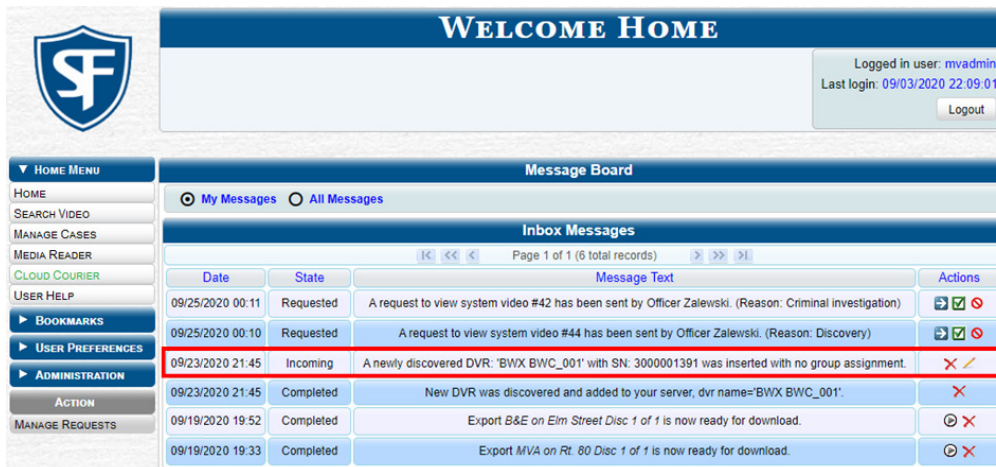 SF
WELCOME HOME
Logged in user: mvadmin
Last login: 09/03/2020 22:09:01
Logout
▼ HOME MENU
HOME
SEARCH VIDEO
MANAGE CASES
MEDIA READER
CLOUD COURIER
USER HELP
► BOOKMARKS
► USER PREFERENCES
► ADMINISTRATION
ACTION
MANAGE REQUESTS
Message Board
My Messages All Messages
Inbox Messages
Page 1 of 1 (6 total records)
Date State Message Text Actions
09/25/2020 00:11 Requested A request to view system video #42 has been sent by Officer Zalewski. (Reason: Criminal investigation)
09/25/2020 00:10 Requested A request to view system video #44 has been sent by Officer Zalewski. (Reason: Discovery)
09/23/2020 21:45 Incoming A newly discovered DVR: 'BWX BWC_001' with SN: 3000001391 was inserted with no group assignment.
09/23/2020 21:45 Completed New DVR was discovered and added to your server, dvr name='BWX BWC_001'.
09/19/2020 19:52 Completed Export B&E on Elm Street Disc 1 of 1 is now ready for download.
09/19/2020 19:33 Completed Export MVA on Rt. 80 Disc 1 of 1 is now ready for download.